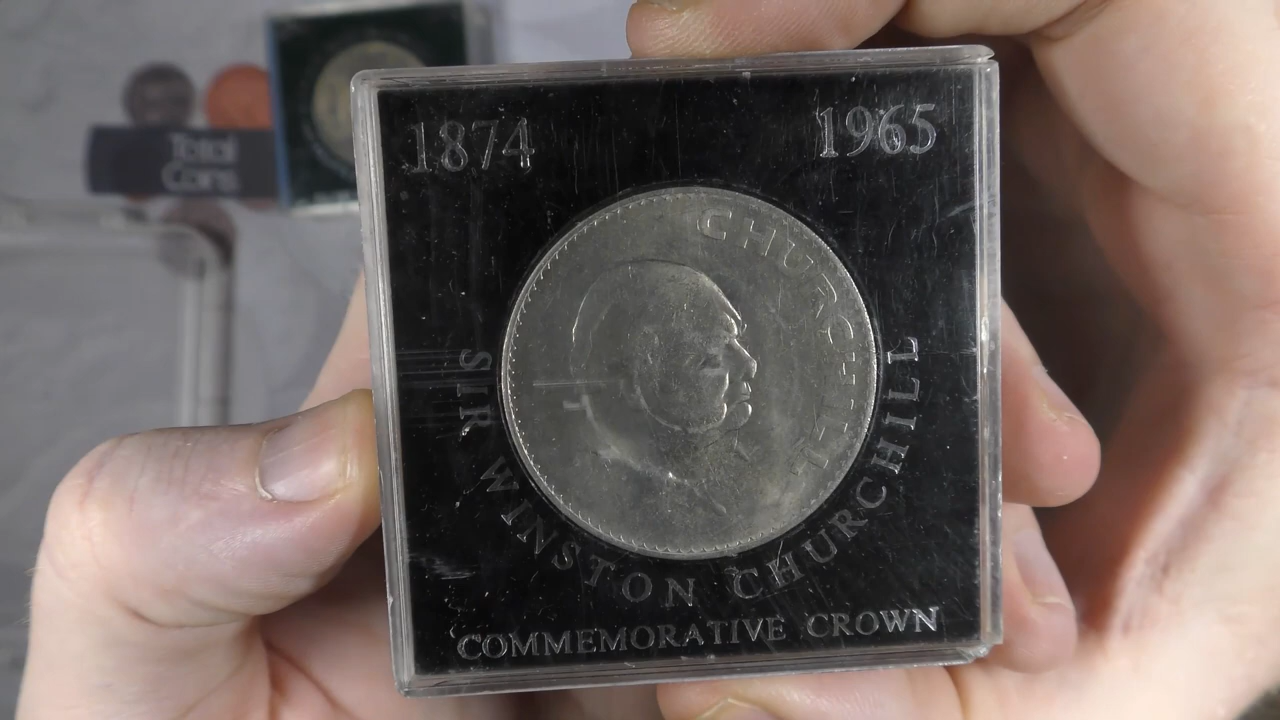 1874
1965
CHURCHILL
SIR WINSTON CHURCHILL
COMMEMORATIVE CROWN
Total
Coins